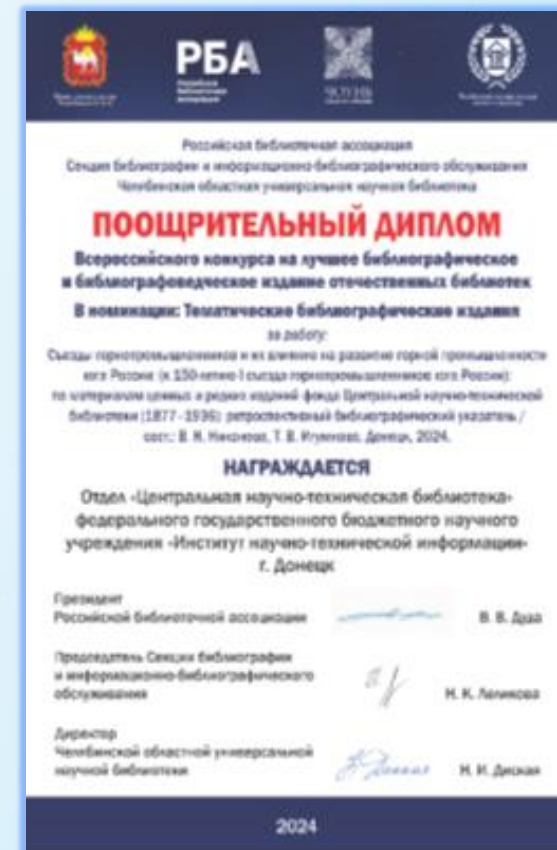 РБА
Российская библиотечная ассоциация
Секция библиографии и информационно-библиографического обслуживания
Челябинская областная универсальная научная библиотека
ПООЩРИТЕЛЬНЫЙ ДИПЛОМ
Всероссийского конкурса на лучшее библиографическое
и библиографоведческое издание отечественных библиотек
В номинации: Тематические библиографические издания
за работу:
Съезды горнопромышленников и их влияние на развитие горной промышленности
юга России (к 150-летию I съезда горнопромышленников юга России):
по материалам ценных и редких изданий фонда Центральной научно-технической
библиотеки (1877-1936): ретроспективный библиографический указатель /
сост.: В. Н. Т. В. Игумнова. Донецк, 2024.
НАГРАЖДАЕТСЯ
Отдел «Центральная научно-техническая библиотека»
федерального государственного бюджетного научного
учреждения «Институт научно-технической информации»
г. Донецк
Президент
Российской библиотечной ассоциации
В. В. Дуда
Председатель Секции библиографии
и информационно-библиографического
обслуживания
Н. К. Леликова
Директор
Челябинской областной универсальной
научной библиотеки
Н. И. Диская
2024